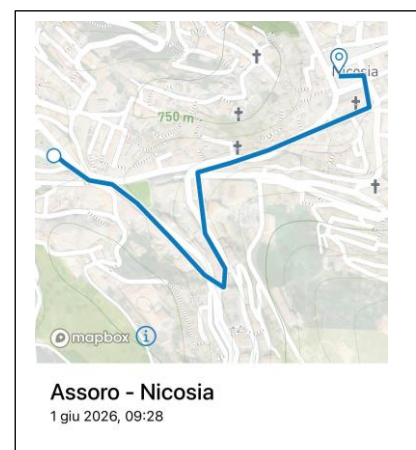 Nicosia
750 m
mapbox
Assoro - Nicosia
1 giu 2026, 09:28